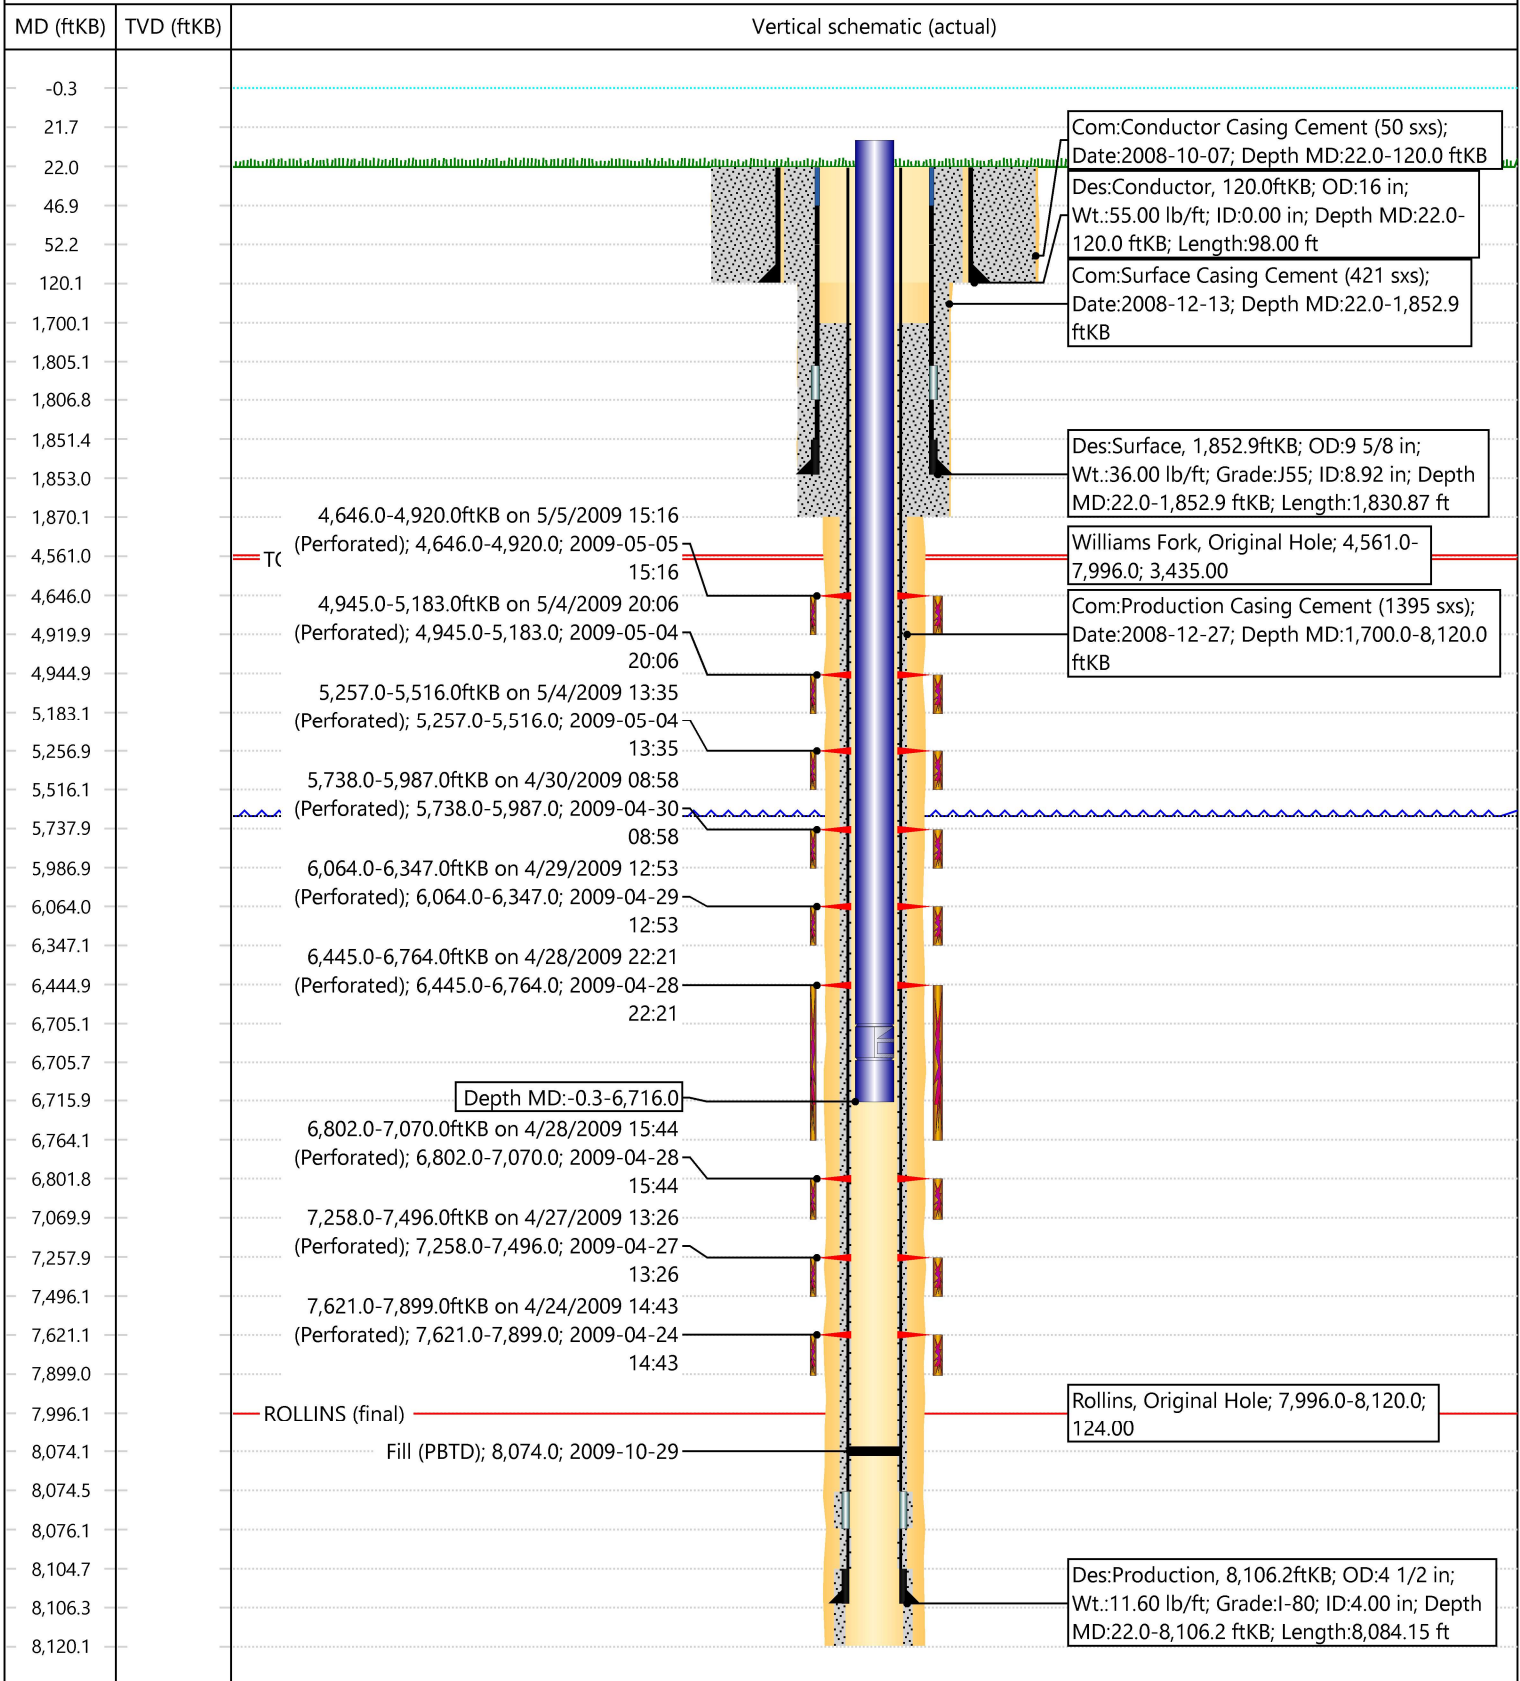 MD (ftKB)
TVD (ftKB)
Vertical schematic (actual)
-0.3
21.7
22.0
46.9
52.2
120.1
1,700.1
1,805.1
1,806.8
1,851.4
1,853.0
1,870.1
4,561.0
4,646.0
4,919.9
4,944.9
5,183.1
5,256.9
5,516.1
5,737.9
5,986.9
6,064.0
6,347.1
6,444.9
6,705.1
6,705.7
6,715.9
6,764.1
6,801.8
7,069.9
7,257.9
7,496.1
7,621.1
7,899.0
7,996.1
8,074.1
8,074.5
8,076.1
8,104.7
8,106.3
8,120.1
4,646.0-4,920.0ftKB on 5/5/2009 15:16
(Perforated); 4,646.0-4,920.0; 2009-05-05
15:16
4,945.0-5,183.0ftKB on 5/4/2009 20:06
(Perforated); 4,945.0-5,183.0; 2009-05-04
20:06
5,257.0-5,516.0ftKB on 5/4/2009 13:35
(Perforated); 5,257.0-5,516.0; 2009-05-04
13:35
5,738.0-5,987.0ftKB on 4/30/2009 08:58
(Perforated); 5,738.0-5,987.0; 2009-04-30
08:58
6,064.0-6,347.0ftKB on 4/29/2009 12:53
(Perforated); 6,064.0-6,347.0; 2009-04-29
12:53
6,445.0-6,764.0ftKB on 4/28/2009 22:21
(Perforated); 6,445.0-6,764.0; 2009-04-28
22:21
Depth MD:-0.3-6,716.0
6,802.0-7,070.0ftKB on 4/28/2009 15:44
(Perforated); 6,802.0-7,070.0; 2009-04-28
15:44
7,258.0-7,496.0ftKB on 4/27/2009 13:26
(Perforated); 7,258.0-7,496.0; 2009-04-27
13:26
7,621.0-7,899.0ftKB on 4/24/2009 14:43
(Perforated); 7,621.0-7,899.0; 2009-04-24
14:43
ROLLINS (final)
Fill (PBTD); 8,074.0; 2009-10-29
Com:Conductor Casing Cement (50 sxs);
Date:2008-10-07; Depth MD:22.0-120.0 ftKB
Des:Conductor, 120.0ftKB; OD:16 in;
Wt.:55.00 lb/ft; ID:0.00 in; Depth MD:22.0-
120.0 ftKB; Length:98.00 ft
Com:Surface Casing Cement (421 sxs);
Date:2008-12-13; Depth MD:22.0-1,852.9
ftKB
Des:Surface, 1,852.9ftKB; OD:9 5/8 in;
Wt.:36.00 lb/ft; Grade:J55; ID:8.92 in; Depth
MD:22.0-1,852.9 ftKB; Length:1,830.87 ft
Williams Fork, Original Hole; 4,561.0-
7,996.0; 3,435.00
Com:Production Casing Cement (1395 sxs);
Date:2008-12-27; Depth MD:1,700.0-8,120.0
ftKB
Rollins, Original Hole; 7,996.0-8,120.0;
124.00
Des:Production, 8,106.2ftKB; OD:4 1/2 in;
Wt.:11.60 lb/ft; Grade:I-80; ID:4.00 in; Depth
MD:22.0-8,106.2 ftKB; Length:8,084.15 ft